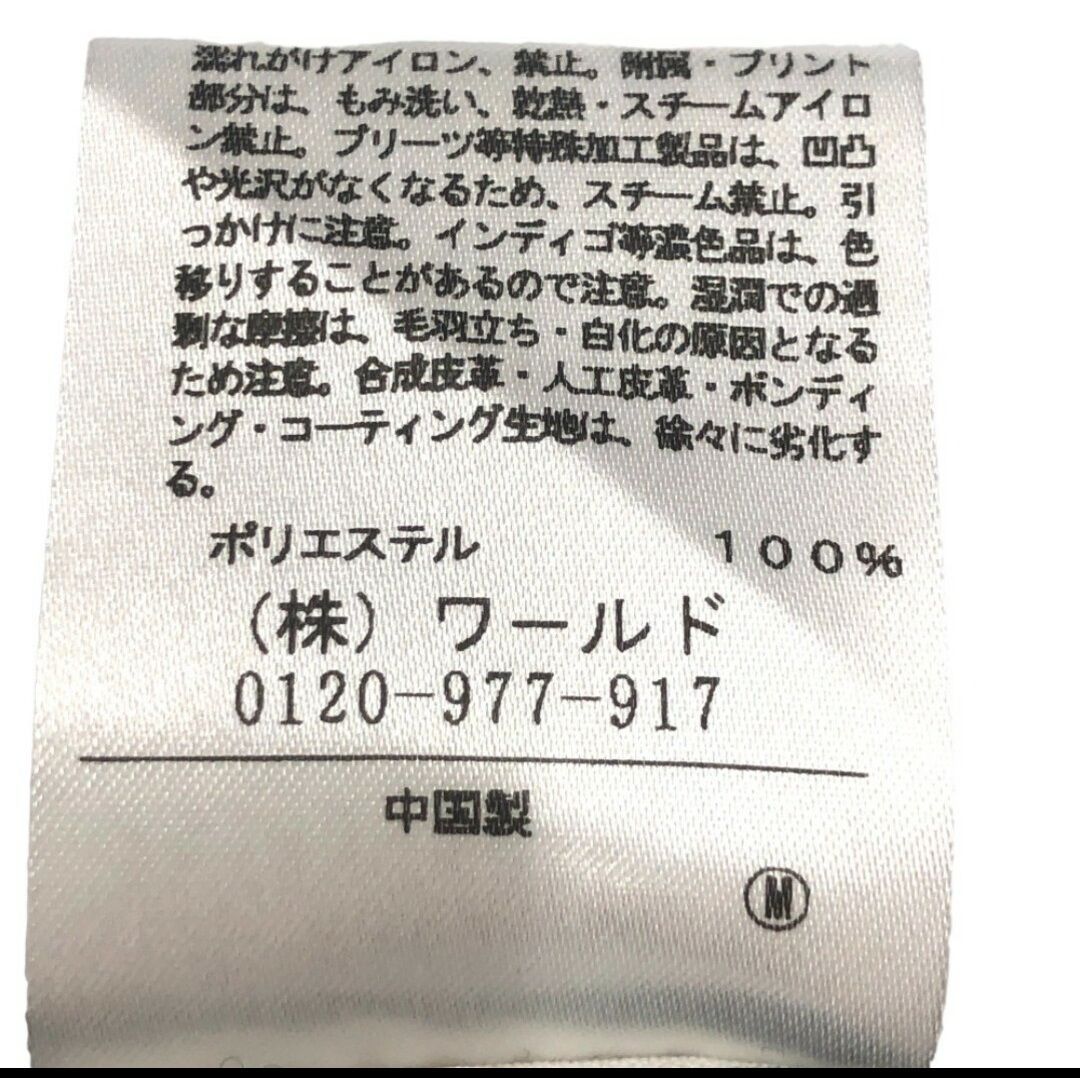 濡れがけアイロン、禁止。附属・プリント
部分は、もみ洗い、乾熱・スチームアイロ
ン禁止。プリーツ等特殊加工製品は、凹凸
や光沢がなくなるため、スチーム禁止。引
っかけに注意。インディゴ等濃色品は、色
移りすることがあるので注意。湿潤での過
剰な摩擦は、毛羽立ち・白化の原因となる
ため注意。合成皮革・人工皮革・ボンディ
ング・コーティング生地は、徐々に劣化す
る。
ポリエステル １００％
（株）ワールド
0120-977-917
中国製
Ⓜ